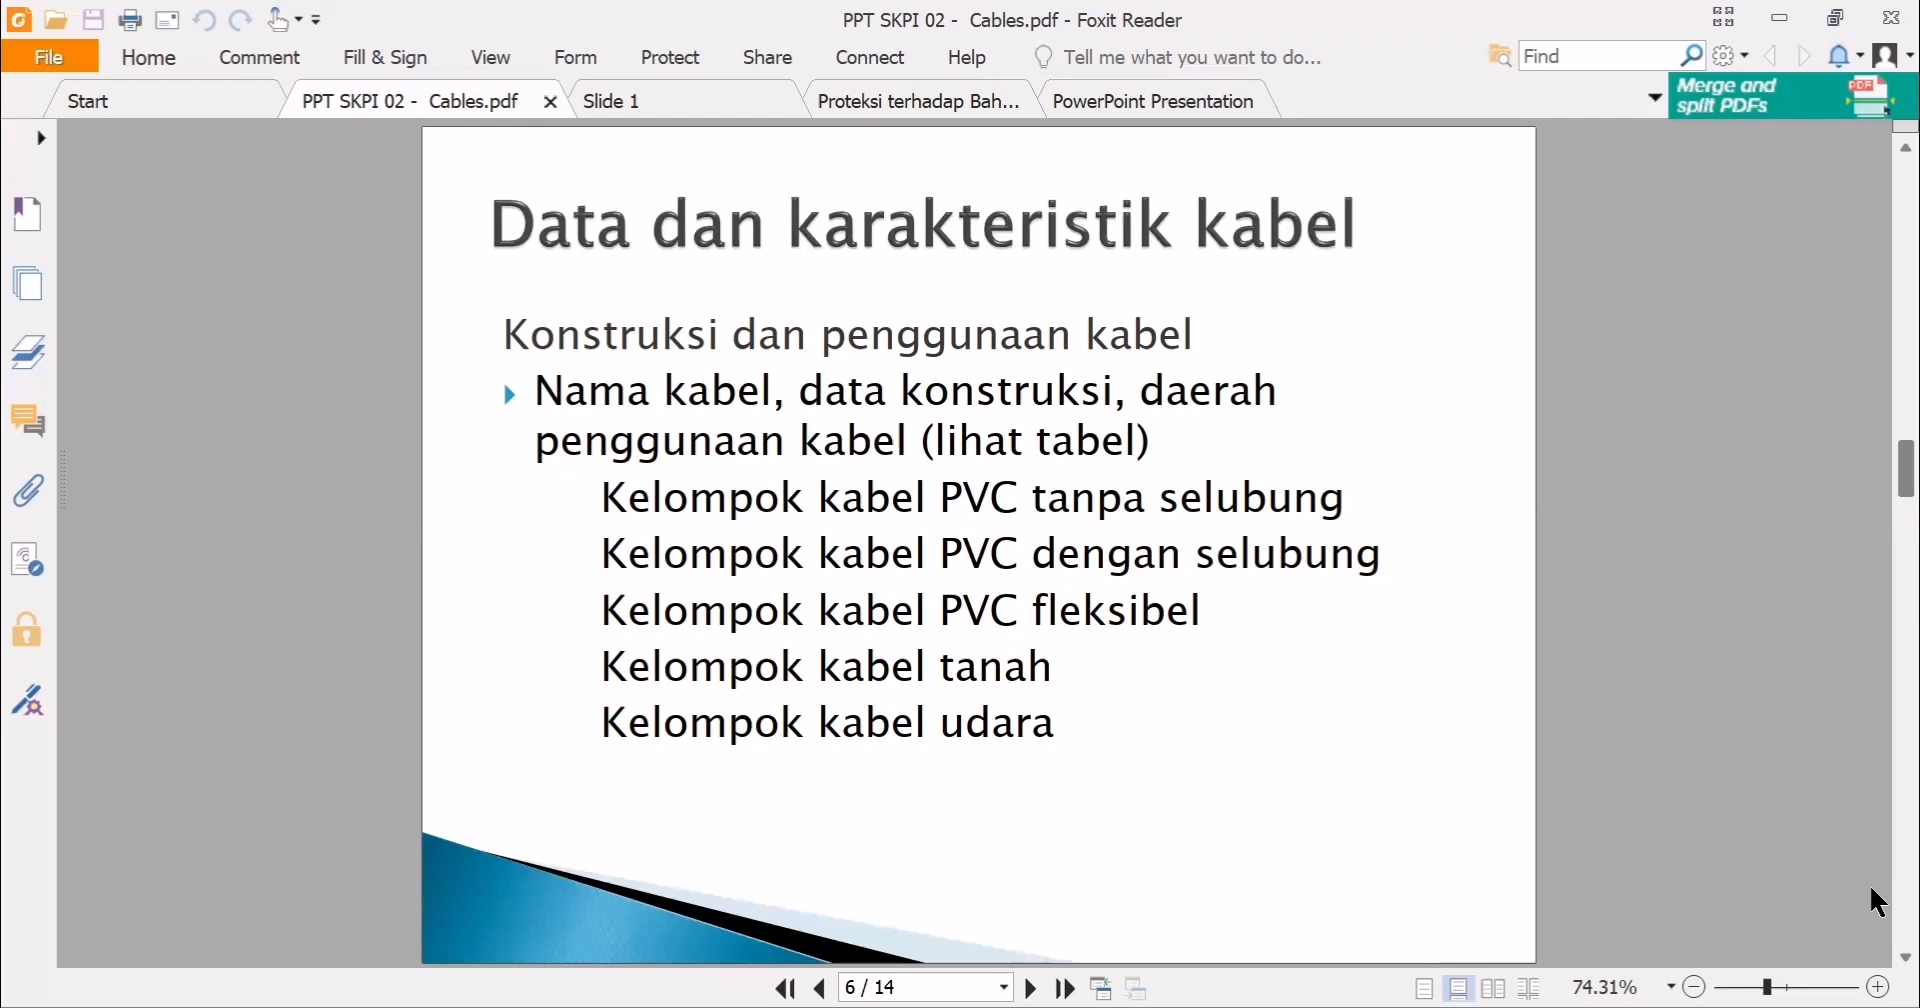 PPT SKPI 02 -  Cables.pdf - Foxit Reader
File Home Comment Fill & Sign View Form Protect Share Connect Help Tell me what you want to do... Find
Start PPT SKPI 02 -  Cables.pdf Slide 1 Proteksi terhadap Bah... PowerPoint Presentation
Merge and
split PDFs
PDF
Data dan karakteristik kabel
Konstruksi dan penggunaan kabel
Nama kabel, data konstruksi, daerah
penggunaan kabel (lihat tabel)
Kelompok kabel PVC tanpa selubung
Kelompok kabel PVC dengan selubung
Kelompok kabel PVC fleksibel
Kelompok kabel tanah
Kelompok kabel udara
6 / 14
74.31%